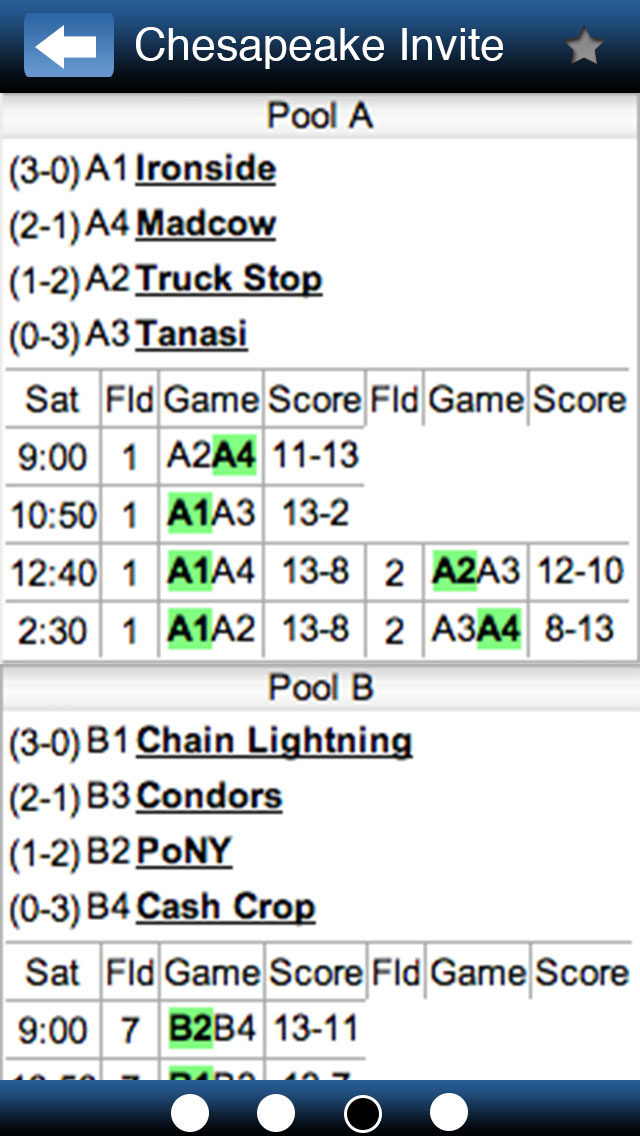 Chesapeake Invite
Pool A
(3-0) A1 Ironside
(2-1) A4 Madcow
(1-2) A2 Truck Stop
(0-3) A3 Tanasi
Sat Fld Game Score Fld Game Score
9:00 1 A2A4 11-13
10:50 1 A1A3 13-2
12:40 1 A1A4 13-8 2 A2A3 12-10
2:30 1 A1A2 13-8 2 A3A4 8-13
Pool B
(3-0) B1 Chain Lightning
(2-1) B3 Condors
(1-2) B2 PoNY
(0-3) B4 Cash Crop
Sat Fld Game Score Fld Game Score
9:00 7 B2B4 13-11